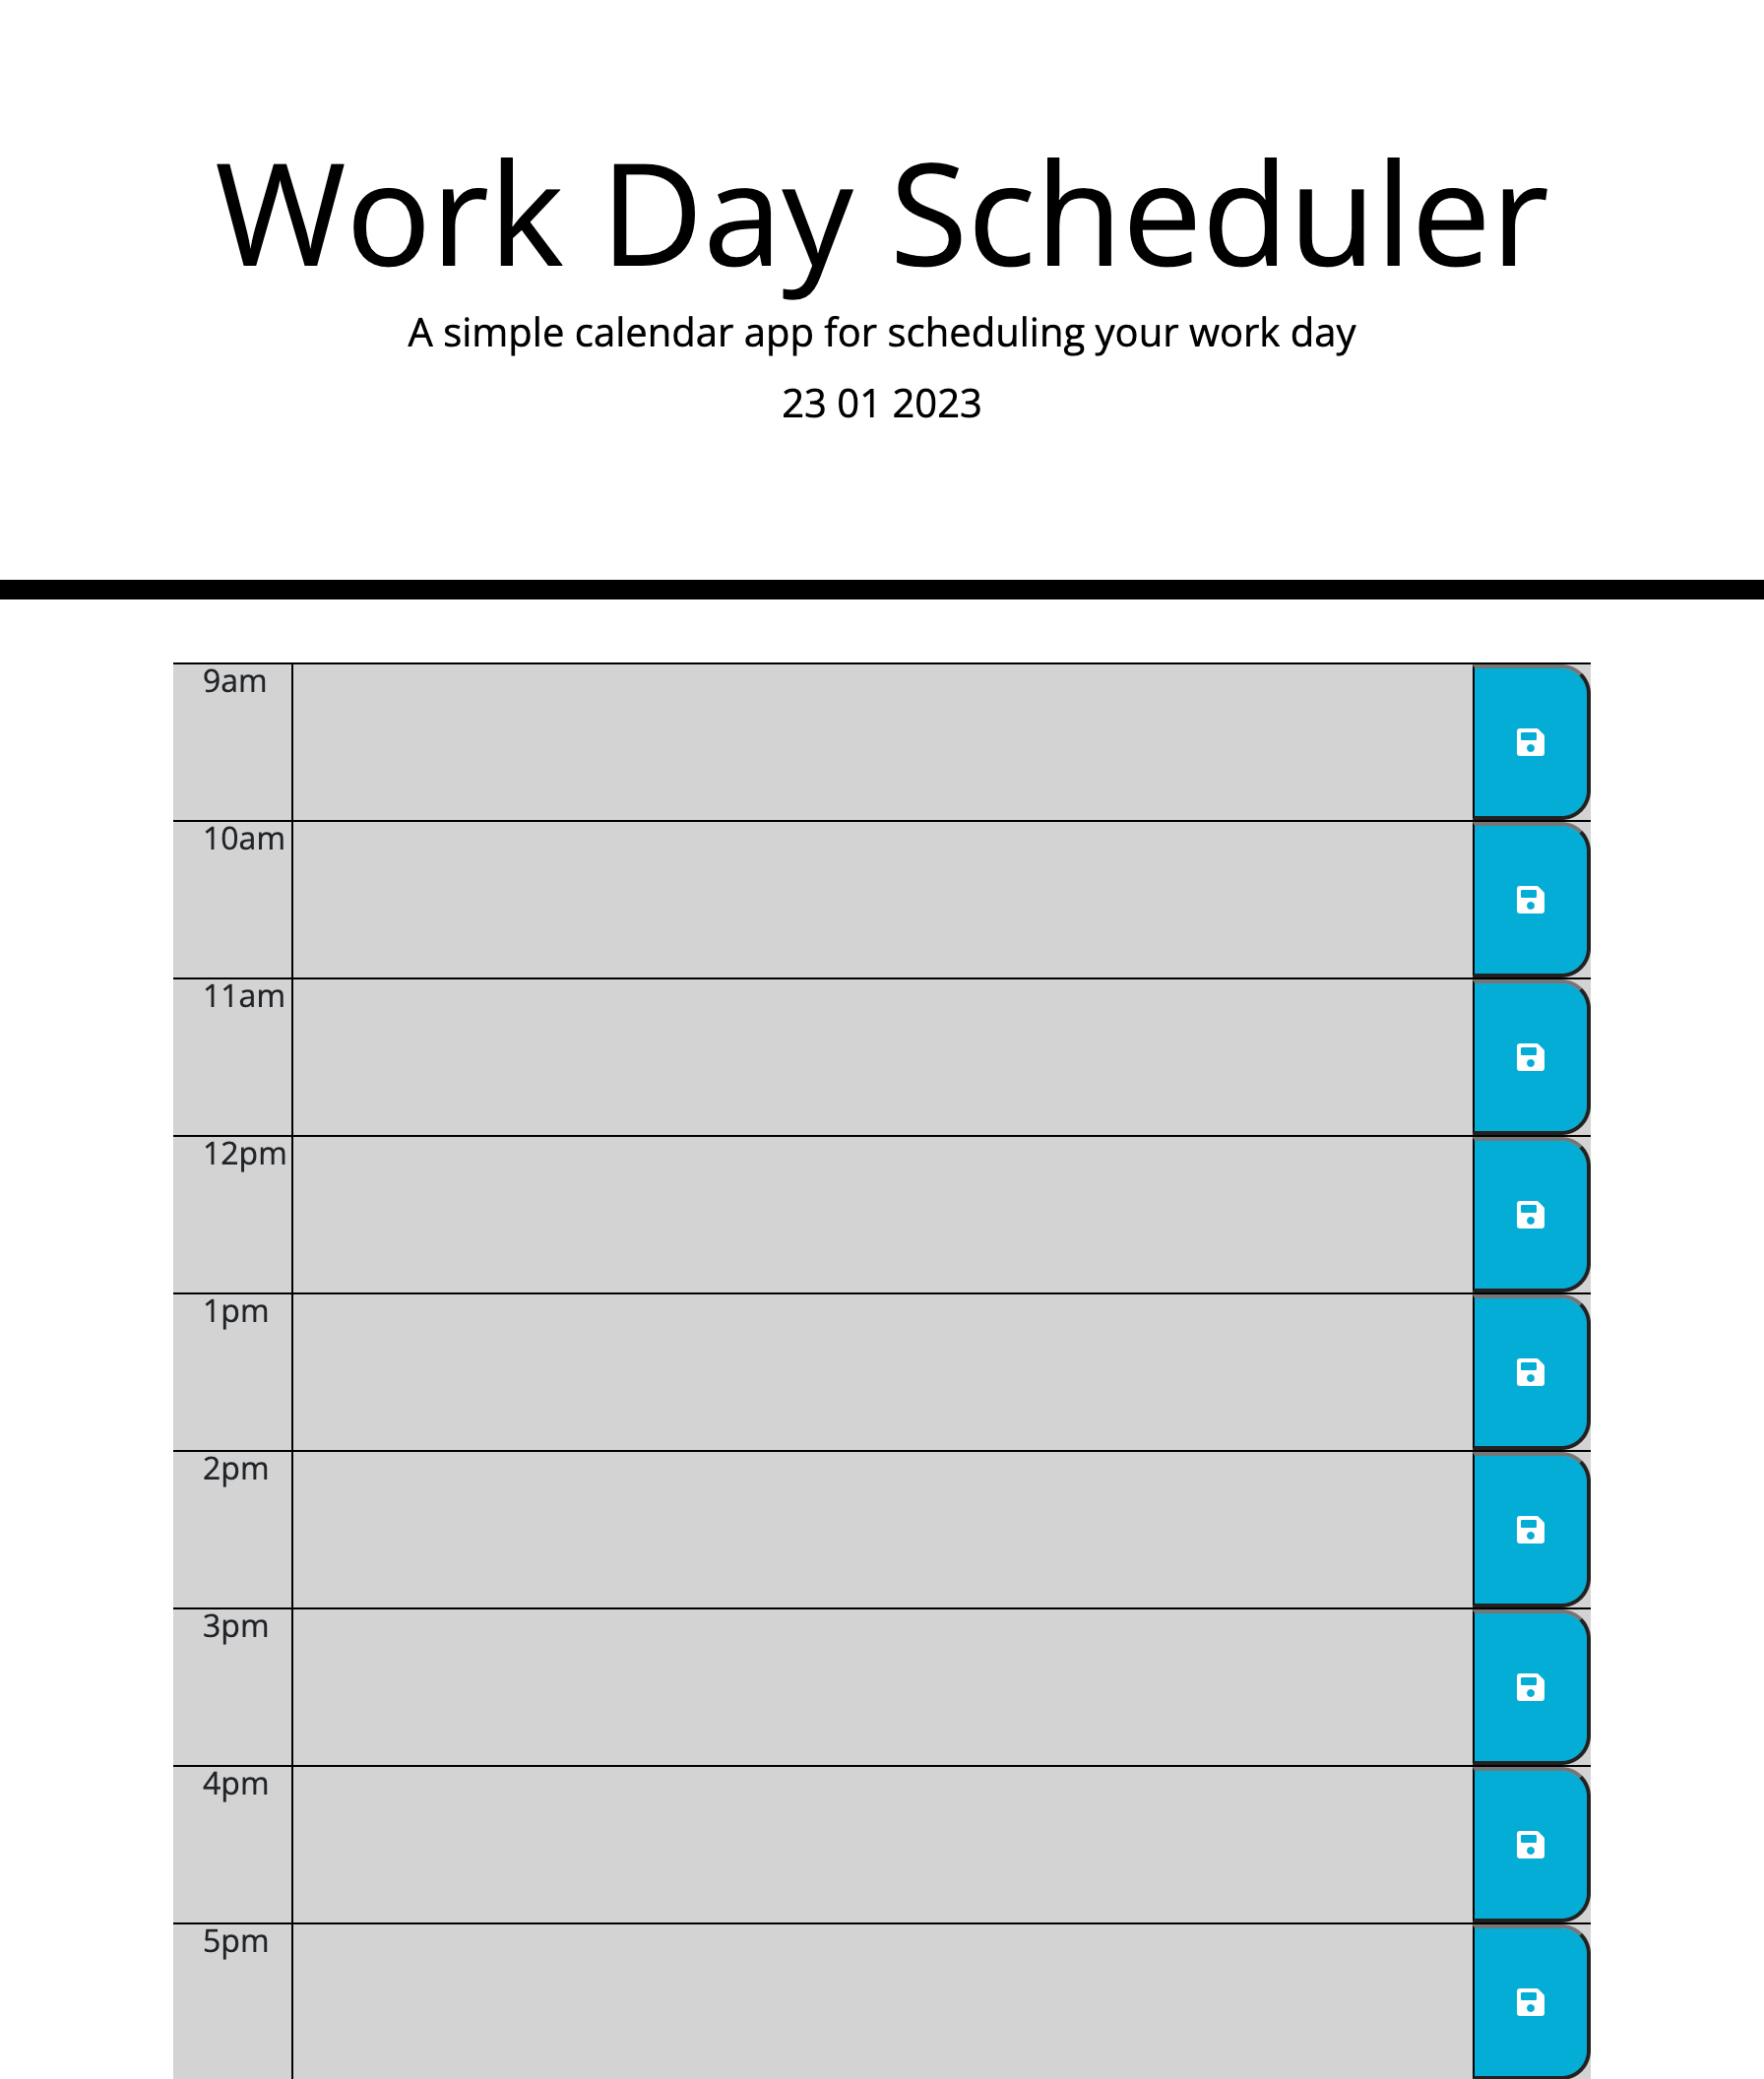 Work Day Scheduler
A simple calendar app for scheduling your work day
23 01 2023
9am
10am
11am
12pm
1pm
2pm
3pm
4pm
5pm